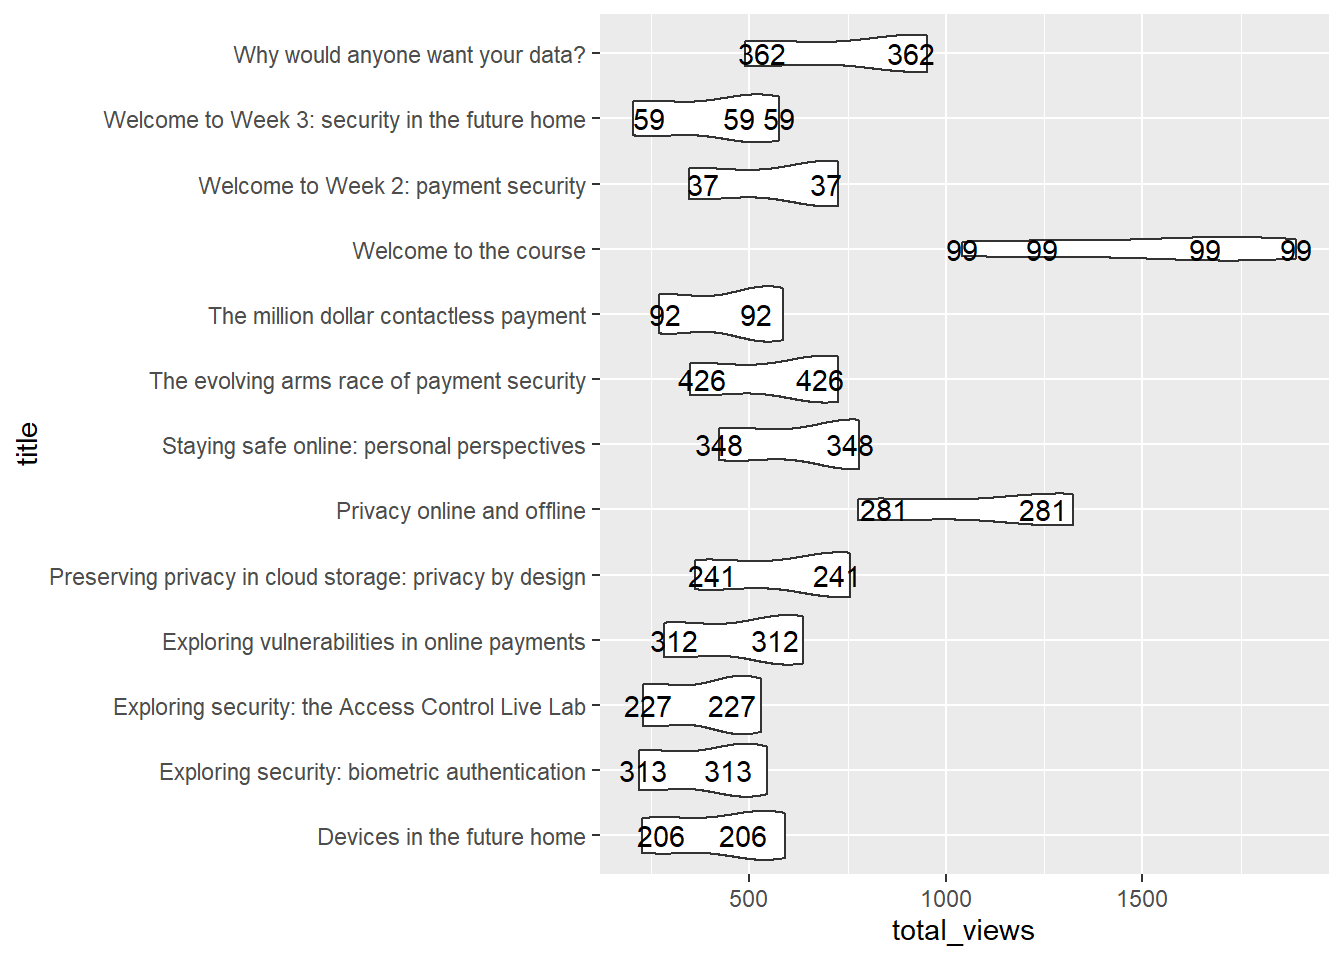 Why would anyone want your data? 362 362
Welcome to Week 3: security in the future home 59 59 59
Welcome to Week 2: payment security 37 37
Welcome to the course 99 99 99 99
The million dollar contactless payment 92 92
The evolving arms race of payment security 426 426
Staying safe online: personal perspectives 348 348
Privacy online and offline 281 281
Preserving privacy in cloud storage: privacy by design 241 241
Exploring vulnerabilities in online payments 312 312
Exploring security: the Access Control Live Lab 227 227
Exploring security: biometric authentication 313 313
Devices in the future home 206 206
title
500 1000 1500
total_views